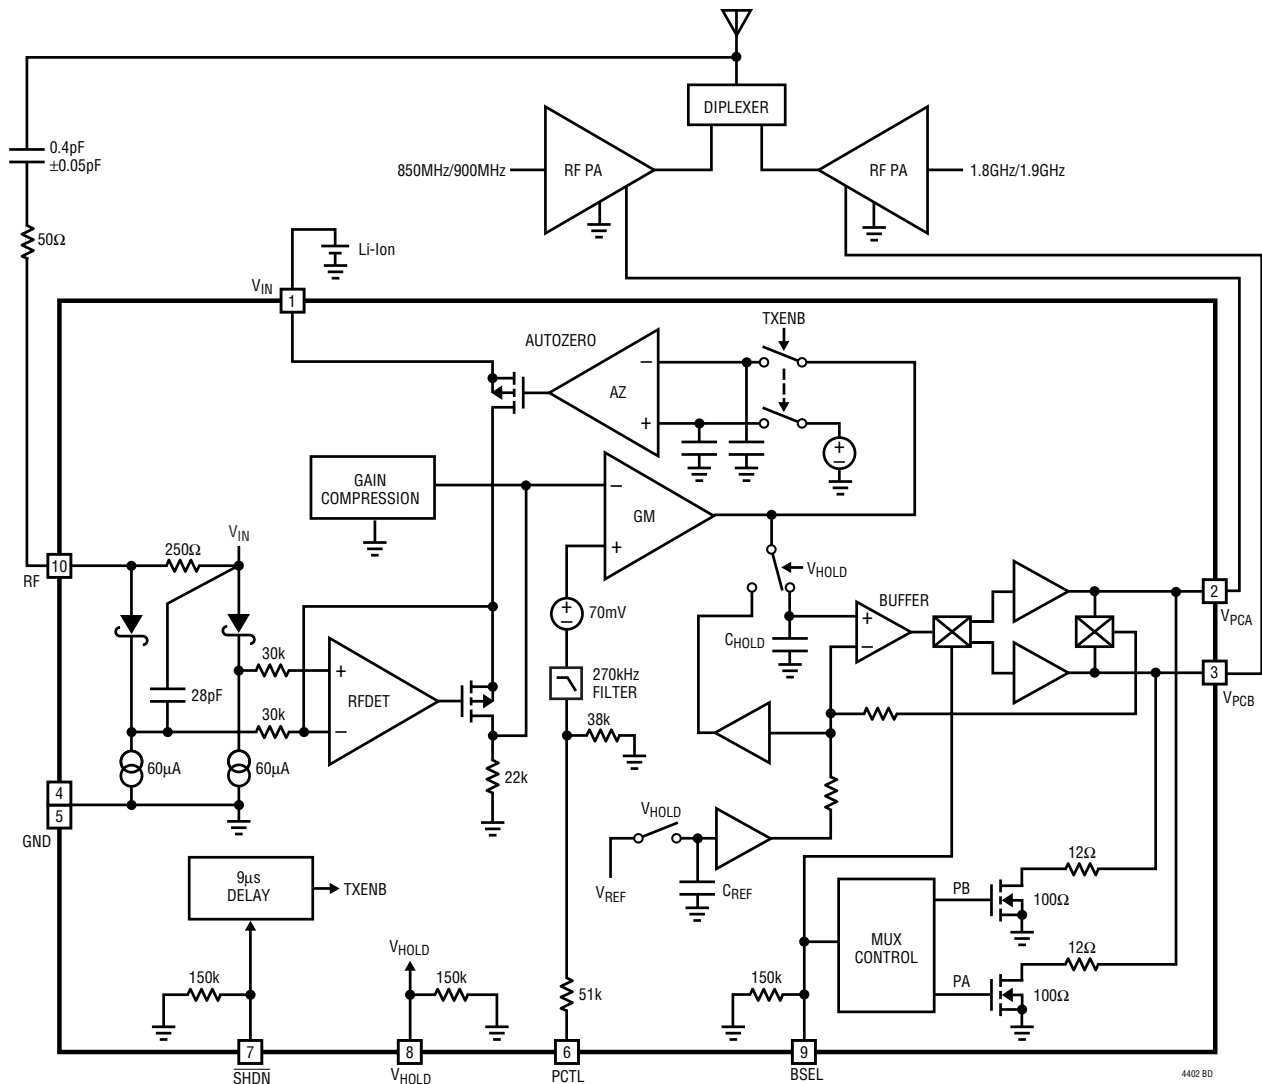 DIPLEXER
0.4pF
±0.05pF
850MHz/900MHz
RF PA
RF PA
1.8GHz/1.9GHz
50Ω
Li-Ion
VIN
1
TXENB
AUTOZERO
−
AZ
+
+
−
GAIN
COMPRESSION
−
GM
+
VIN
250Ω
10
RF
VHOLD
+
−
70mV
BUFFER
2
VPCA
+
−
CHOLD
30k
+
28pF
RFDET
270kHz
FILTER
3
VPCB
30k
−
38k
60µA
60µA
22k
4
5
GND
VHOLD
VREF
CREF
12Ω
9µs
DELAY
TXENB
PB
100Ω
MUX
CONTROL
VHOLD
12Ω
150k
150k
51k
150k
PA
100Ω
7
8
6
9
SHDN
VHOLD
PCTL
BSEL
4402 BD